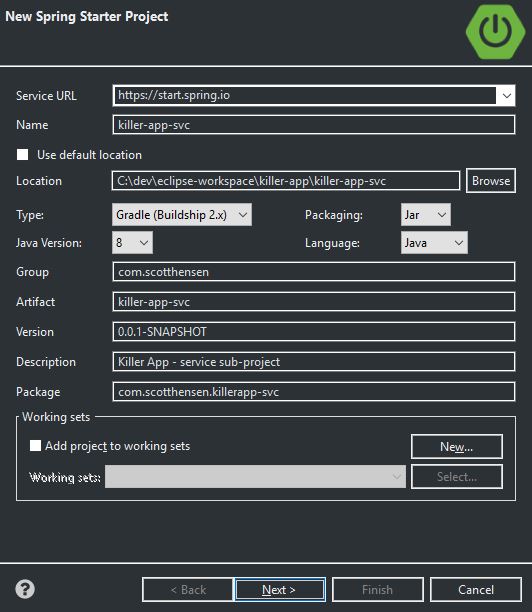 New Spring Starter Project
Service URL https://start.spring.io
Name killer-app-svc
Use default location
Location C:\dev\eclipse-workspace\killer-app\killer-app-svc Browse
Type: Gradle (Buildship 2.x) Packaging: Jar
Java Version: 8 Language: Java
Group com.scotthensen
Artifact killer-app-svc
Version 0.0.1-SNAPSHOT
Description Killer App - service sub-project
Package com.scotthensen.killerapp-svc
Working sets
Add project to working sets New...
Working sets: Select...
? < Back Next > Finish Cancel